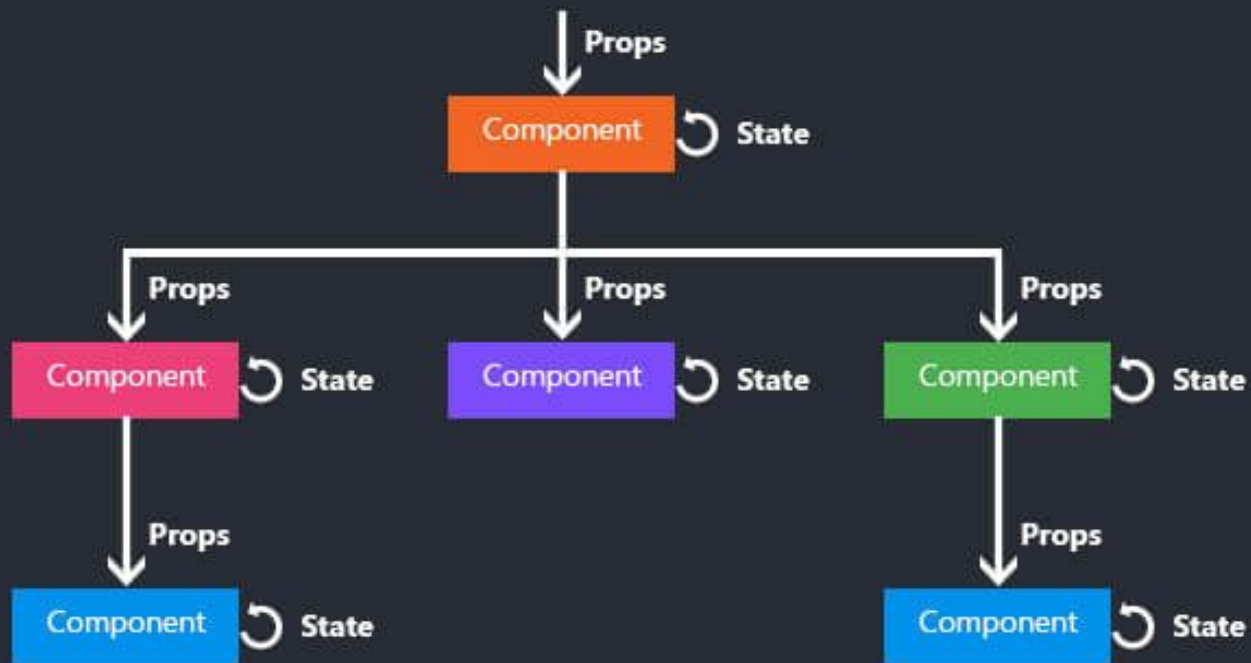 Props
Component State
Props Props Props
Component State Component State Component State
Props Props
Component State Component State